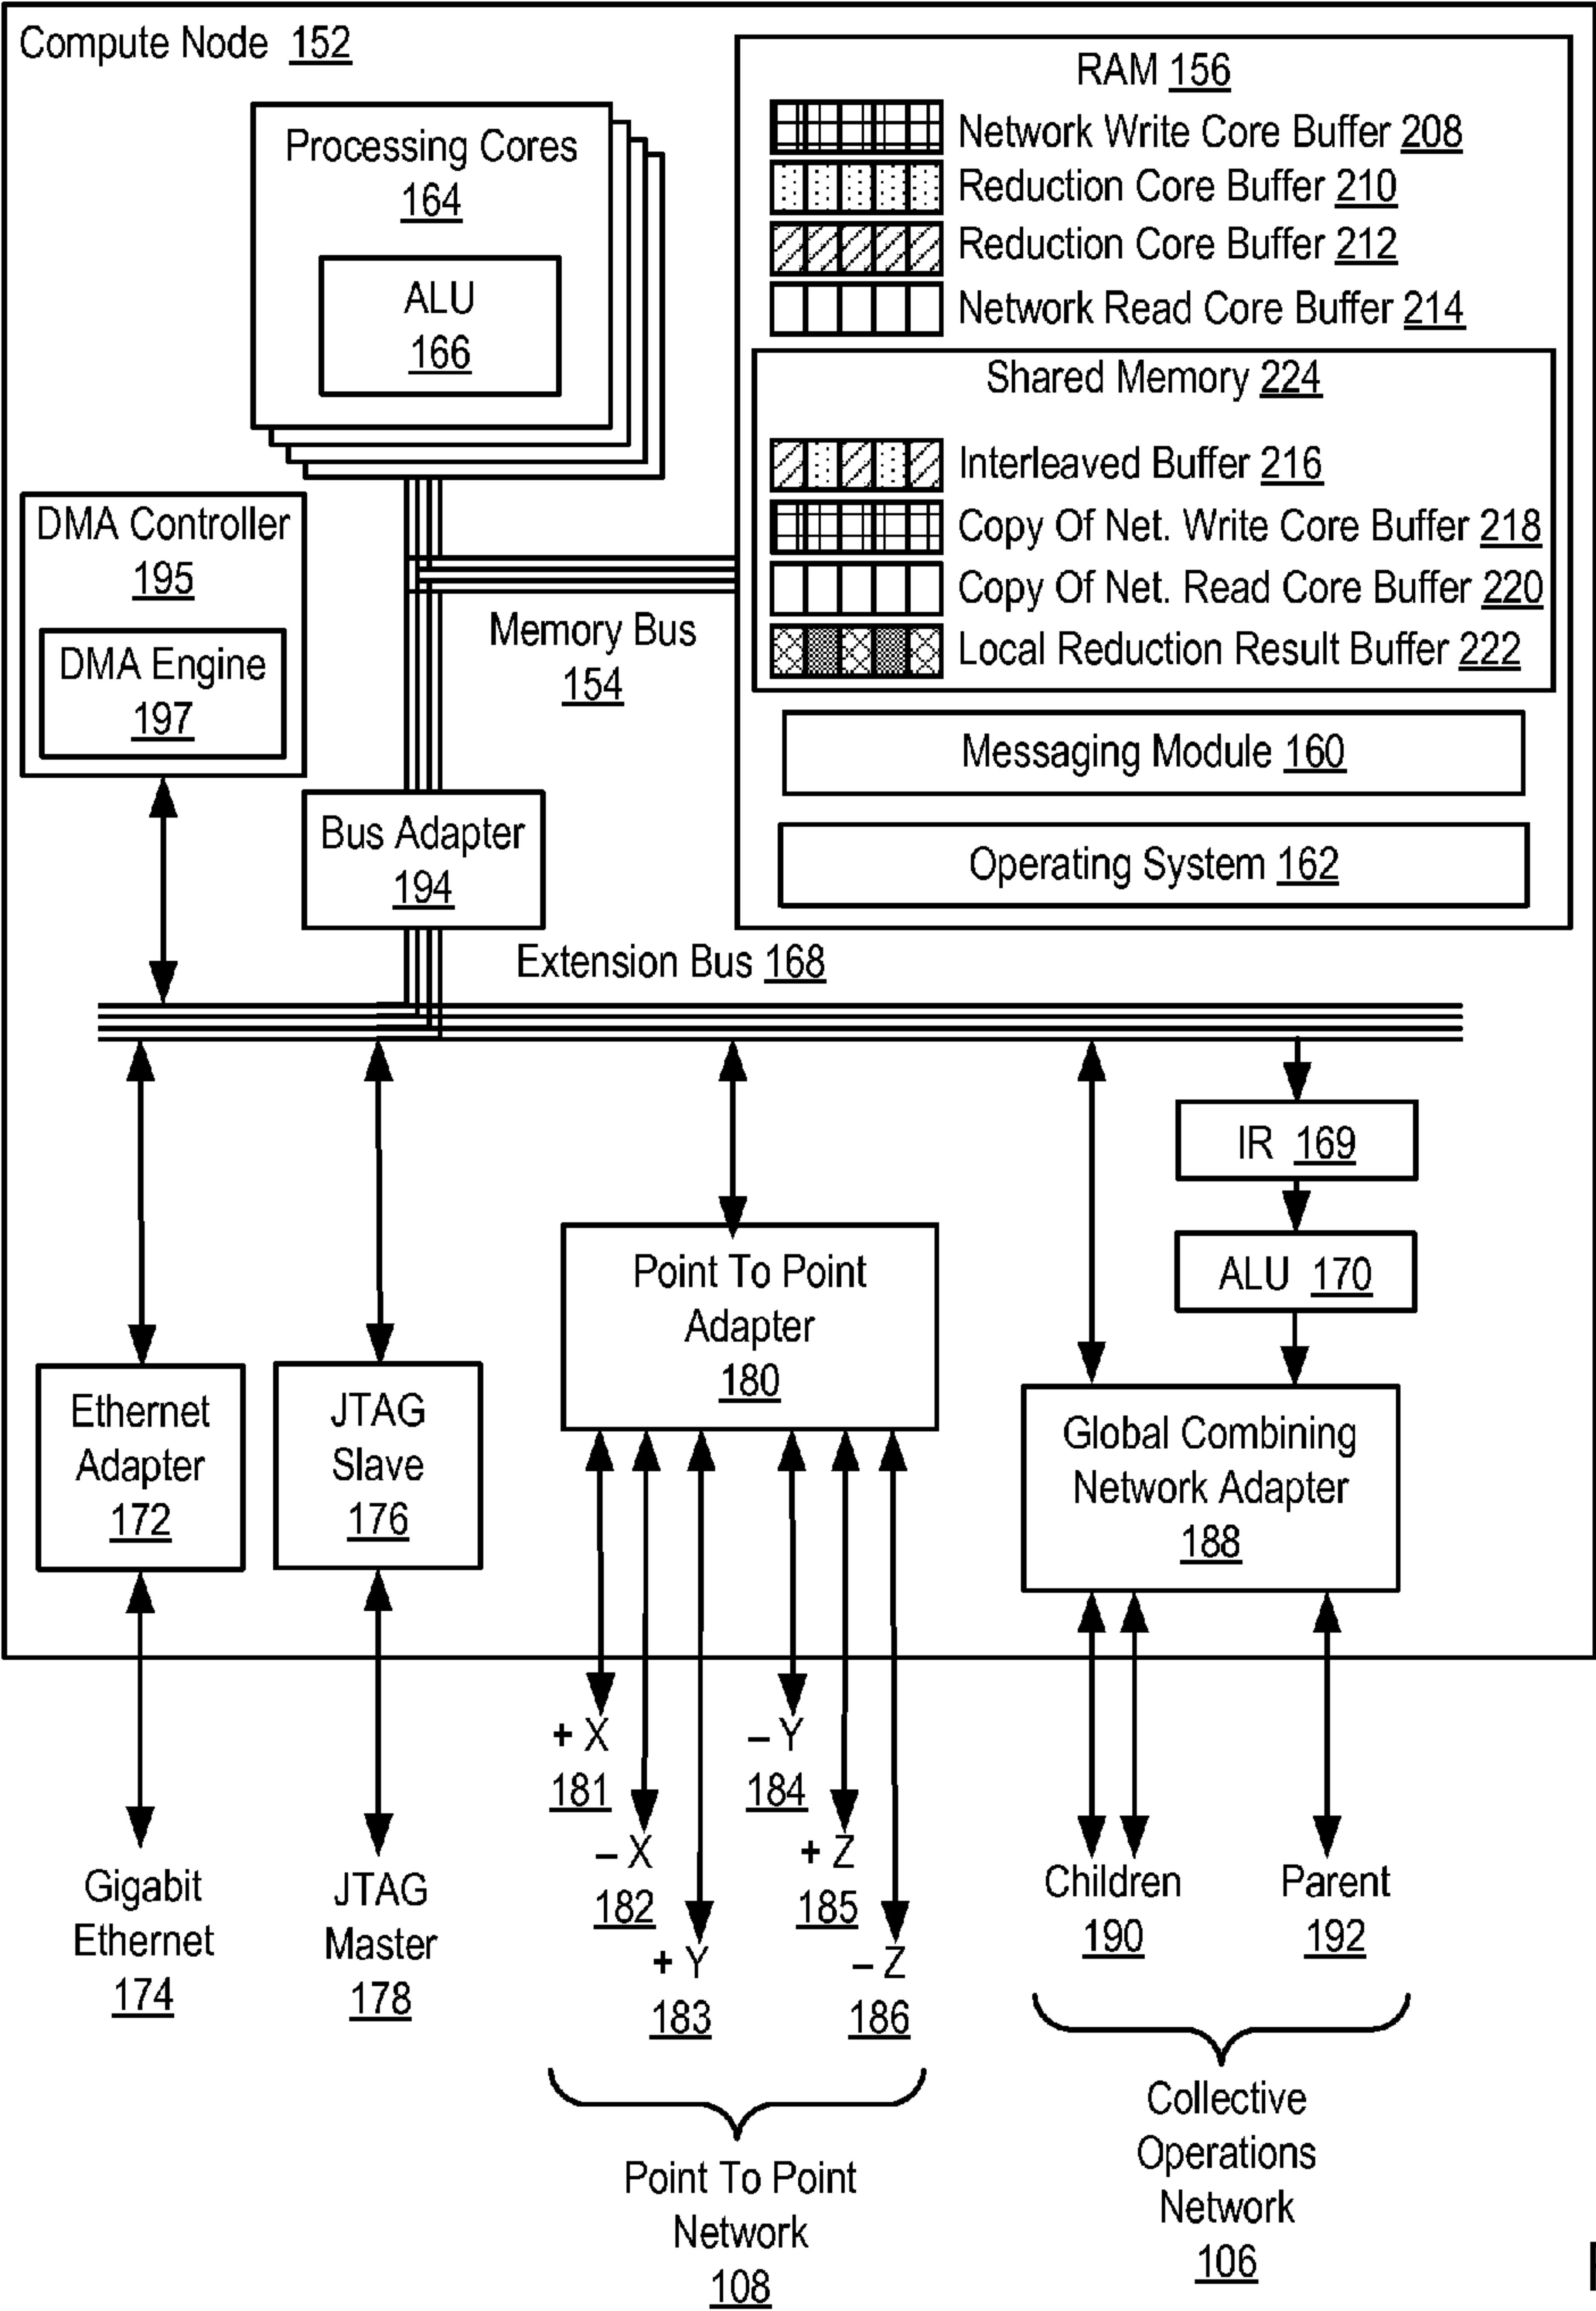 Compute Node 152
Processing Cores
164
ALU
166
RAM 156
Network Write Core Buffer 208
Reduction Core Buffer 210
Reduction Core Buffer 212
Network Read Core Buffer 214
Shared Memory 224
Interleaved Buffer 216
Copy Of Net. Write Core Buffer 218
Copy Of Net. Read Core Buffer 220
Local Reduction Result Buffer 222
Messaging Module 160
Operating System 162
DMA Controller
195
DMA Engine
197
Memory Bus
154
Bus Adapter
194
Extension Bus 168
IR 169
ALU 170
Point To Point
Adapter
180
Ethernet
Adapter
172
JTAG
Slave
176
Global Combining
Network Adapter
188
+ X
181
– X
182
+ Y
183
– Y
184
+ Z
185
– Z
186
Gigabit
Ethernet
174
JTAG
Master
178
Children
190
Parent
192
Point To Point
Network
108
Collective
Operations
Network
106